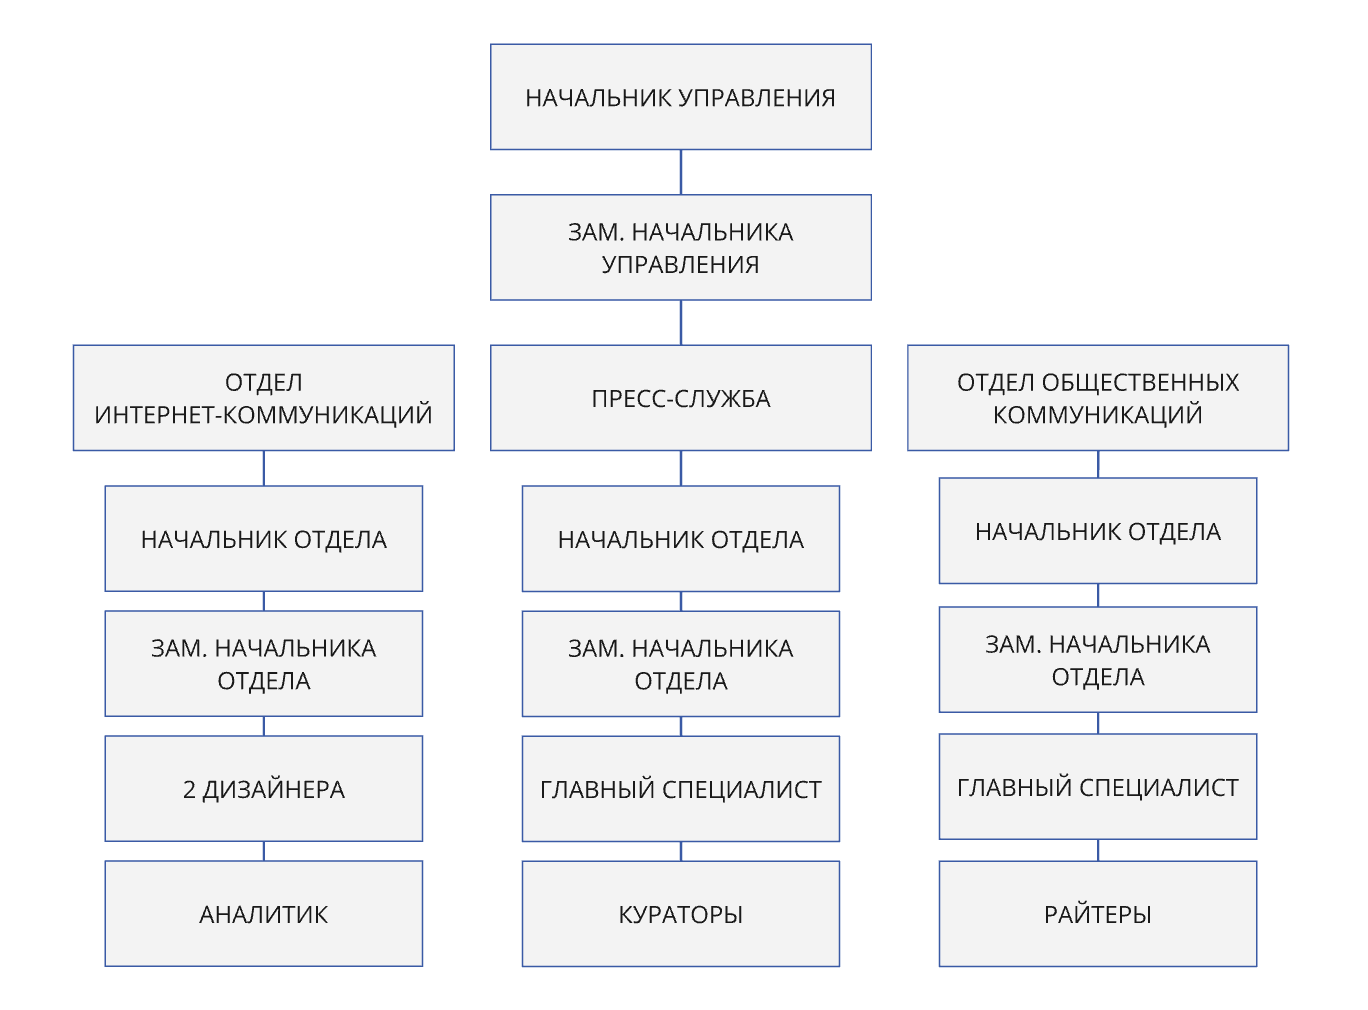 НАЧАЛЬНИК УПРАВЛЕНИЯ
ЗАМ. НАЧАЛЬНИКА
УПРАВЛЕНИЯ
ОТДЕЛ
ИНТЕРНЕТ-КОММУНИКАЦИЙ
НАЧАЛЬНИК ОТДЕЛА
ЗАМ. НАЧАЛЬНИКА
ОТДЕЛА
2 ДИЗАЙНЕРА
АНАЛИТИК
ПРЕСС-СЛУЖБА
НАЧАЛЬНИК ОТДЕЛА
ЗАМ. НАЧАЛЬНИКА
ОТДЕЛА
ГЛАВНЫЙ СПЕЦИАЛИСТ
КУРАТОРЫ
ОТДЕЛ ОБЩЕСТВЕННЫХ
КОММУНИКАЦИЙ
НАЧАЛЬНИК ОТДЕЛА
ЗАМ. НАЧАЛЬНИКА
ОТДЕЛА
ГЛАВНЫЙ СПЕЦИАЛИСТ
РАЙТЕРЫ